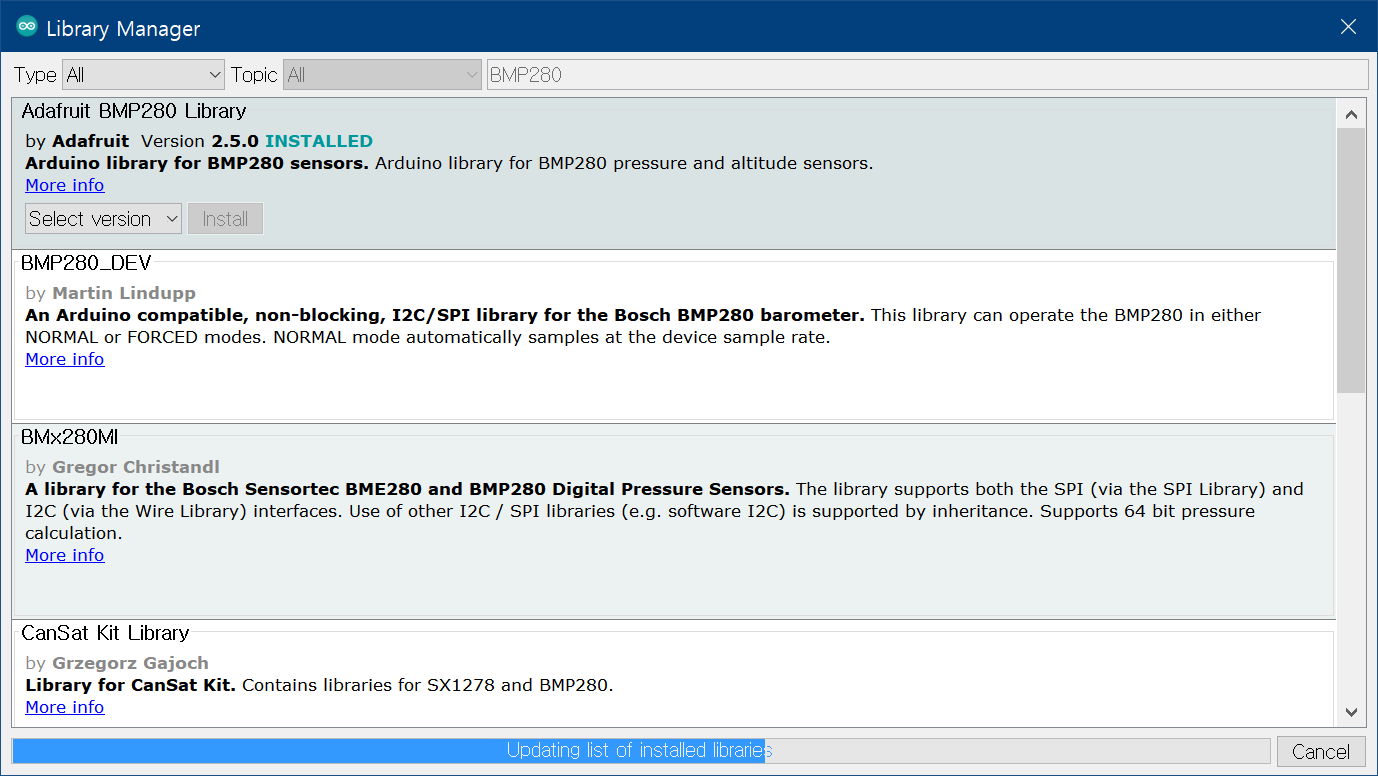 Library Manager
Type All Topic All BMP280
Adafruit BMP280 Library
by Adafruit Version 2.5.0 INSTALLED
Arduino library for BMP280 sensors. Arduino library for BMP280 pressure and altitude sensors.
More info
Select version Install
BMP280_DEV
by Martin Lindupp
An Arduino compatible, non-blocking, I2C/SPI library for the Bosch BMP280 barometer. This library can operate the BMP280 in either
NORMAL or FORCED modes. NORMAL mode automatically samples at the device sample rate.
More info
BMx280MI
by Gregor Christandl
A library for the Bosch Sensortec BME280 and BMP280 Digital Pressure Sensors. The library supports both the SPI (via the SPI Library) and
I2C (via the Wire Library) interfaces. Use of other I2C / SPI libraries (e.g. software I2C) is supported by inheritance. Supports 64 bit pressure
calculation.
More info
CanSat Kit Library
by Grzegorz Gajoch
Library for CanSat Kit. Contains libraries for SX1278 and BMP280.
More info
Updating list of installed libraries
Cancel